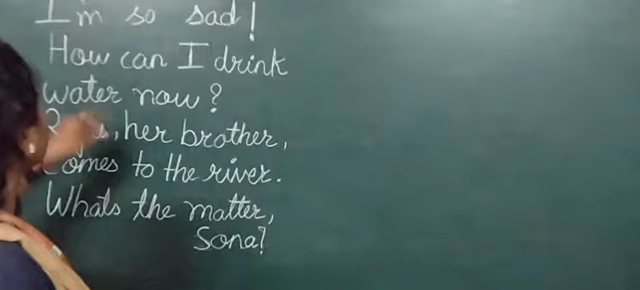 I'm so sad!
How can I drink
water now?
, her brother,
comes to the river.
Whats the matter,
Sona?